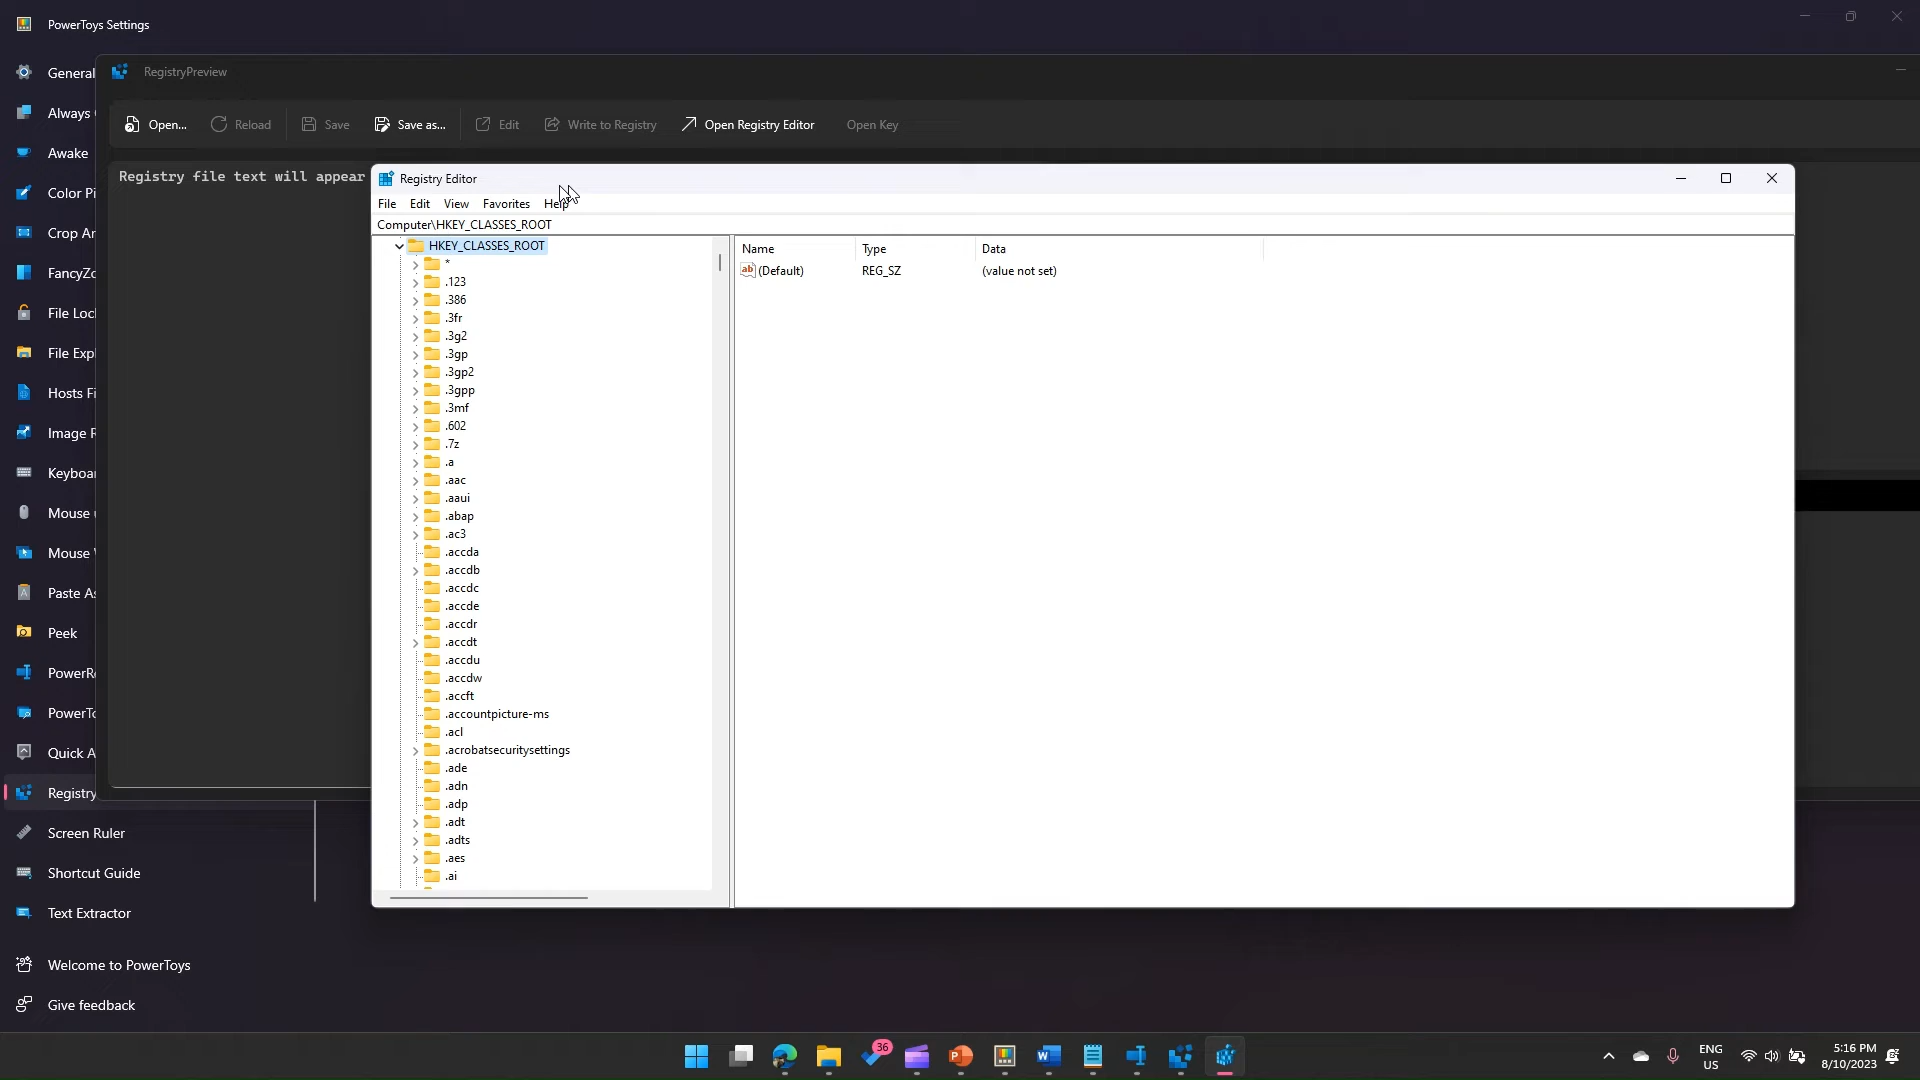 PowerToys Settings
General
Always
Awake
Color Pi
Crop Ar
FancyZo
File Loc
File Expl
Hosts Fi
Image R
Keyboar
Mouse
Mouse
Paste As
Peek
PowerRe
PowerTo
Quick A
Registry
Screen Ruler
Shortcut Guide
Text Extractor
Welcome to PowerToys
Give feedback
RegistryPreview
Open... Reload Save Save as... Edit Write to Registry Open Registry Editor Open Key
Registry file text will appear
Registry Editor
File Edit View Favorites Help
Computer\HKEY_CLASSES_ROOT
HKEY_CLASSES_ROOT
*
.123
.386
.3fr
.3g2
.3gp
.3gp2
.3gpp
.3mf
.602
.7z
.a
.aac
.aaui
.abap
.ac3
.accda
.accdb
.accdc
.accde
.accdr
.accdt
.accdu
.accdw
.accft
.accountpicture-ms
.acl
.acrobatsecuritysettings
.ade
.adn
.adp
.adt
.adts
.aes
.ai
Name Type Data
(Default) REG_SZ (value not set)
36
ENG
US
5:16 PM
8/10/2023